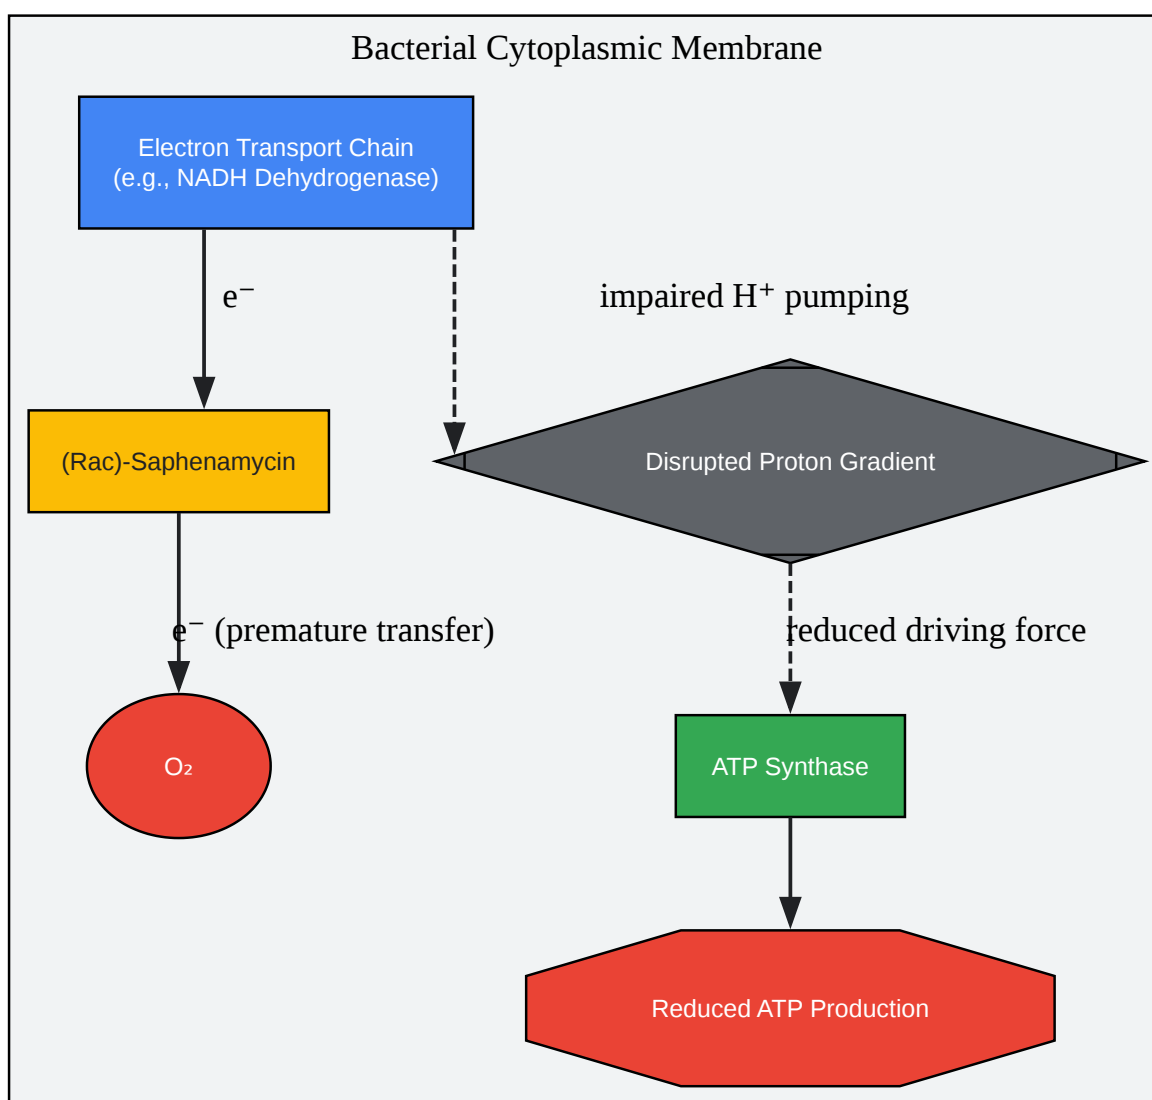 Bacterial Cytoplasmic Membrane
Electron Transport Chain
(e.g., NADH Dehydrogenase)
e⁻
impaired H⁺ pumping
(Rac)-Saphenamycin
Disrupted Proton Gradient
e⁻ (premature transfer)
reduced driving force
O₂
ATP Synthase
Reduced ATP Production